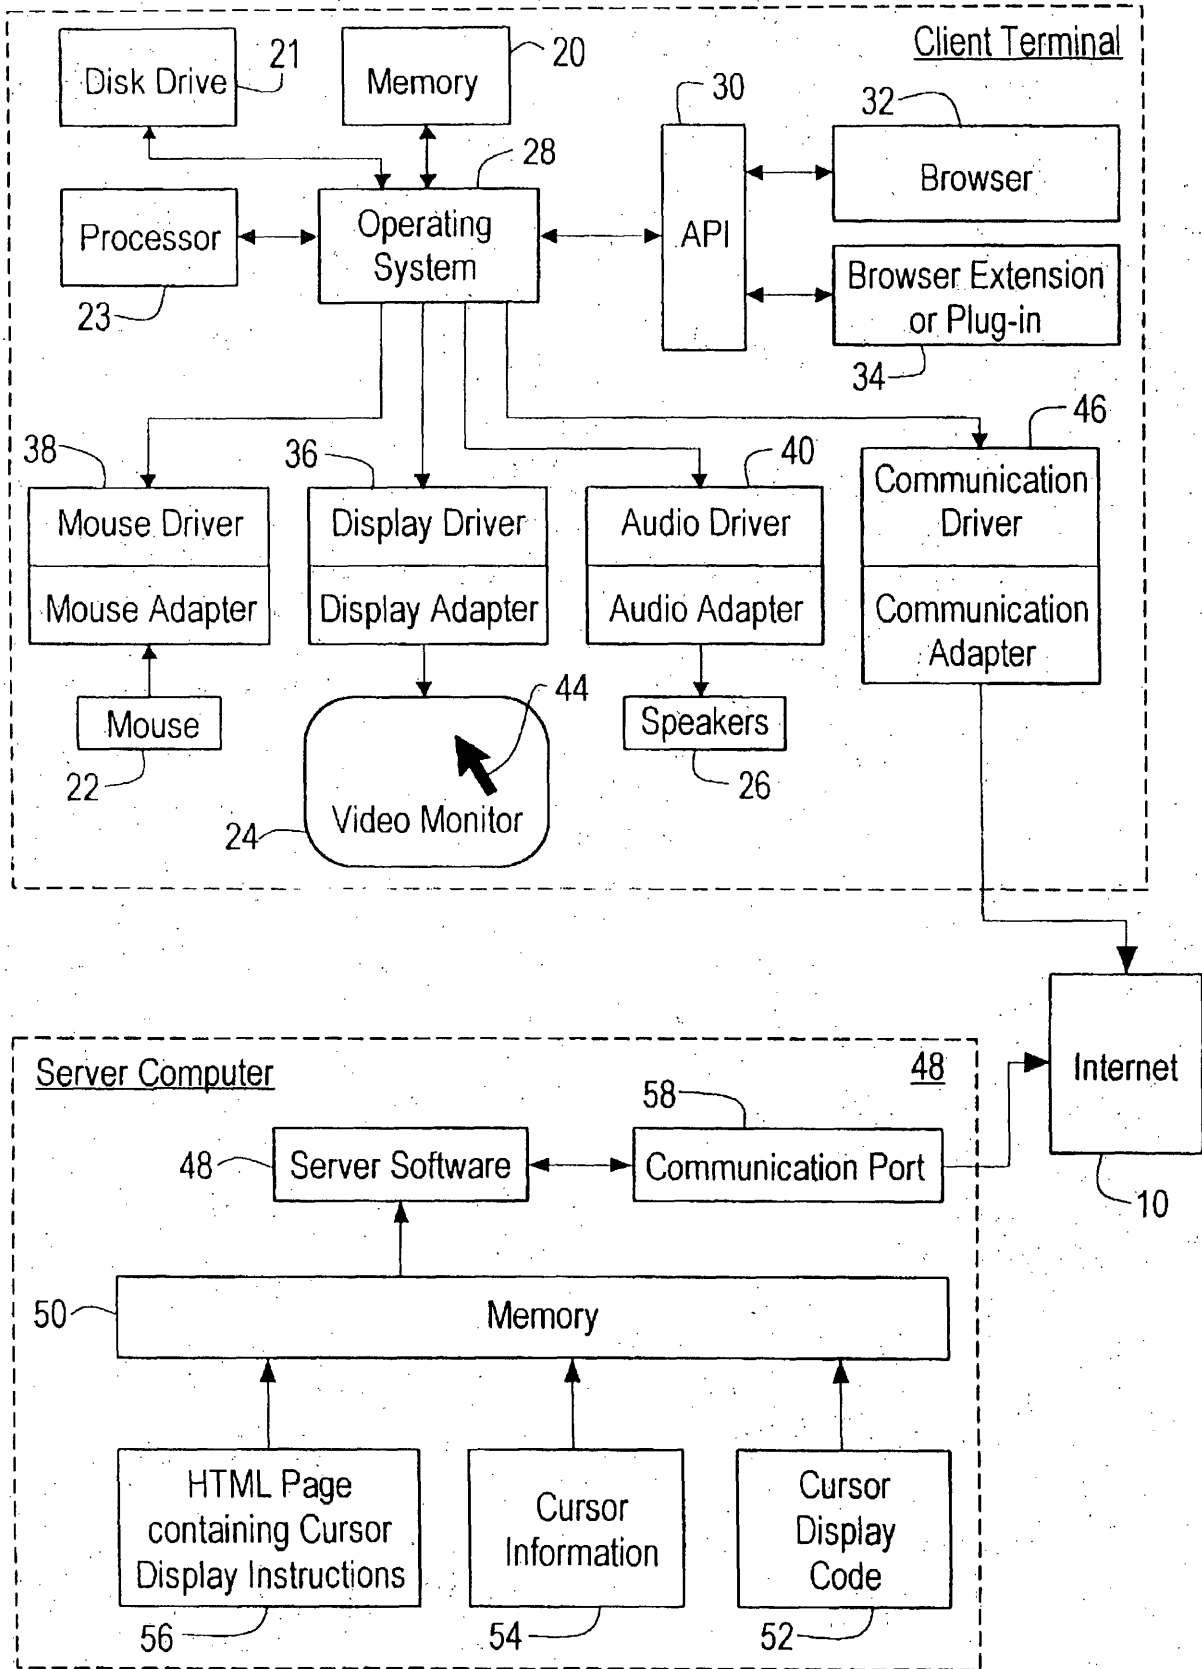 Client Terminal
21
Disk Drive
20
Memory
30
32
Browser
28
Operating
System
Processor
23
API
Browser Extension
or Plug-in
34
38
36
40
46
Mouse Driver
Mouse Adapter
Display Driver
Display Adapter
Audio Driver
Audio Adapter
Communication
Driver
Communication
Adapter
Mouse
22
44
Video Monitor
24
Speakers
26
Internet
10
Server Computer
48
58
48
Server Software
Communication Port
50
Memory
HTML Page
containing Cursor
Display Instructions
56
Cursor
Information
54
Cursor
Display
Code
52